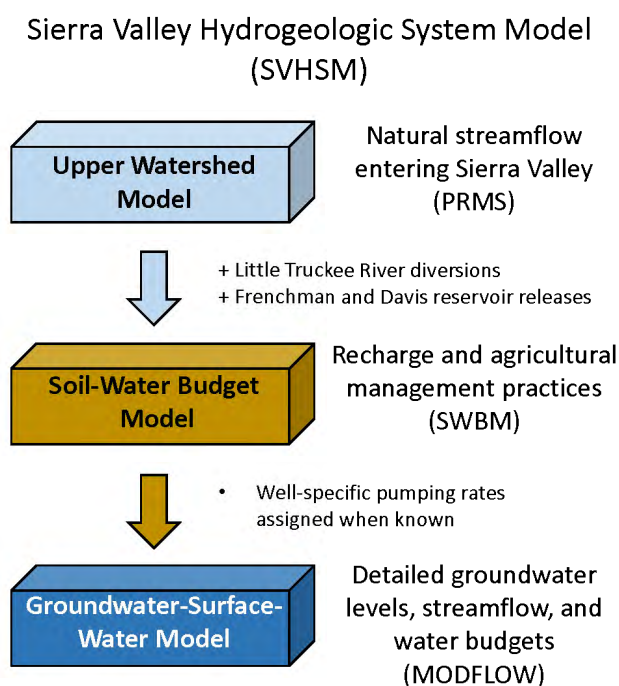 Sierra Valley Hydrogeologic System Model
(SVHSM)
Upper Watershed
Model
Natural streamflow
entering Sierra Valley
(PRMS)
+ Little Truckee River diversions
+ Frenchman and Davis reservoir releases
Soil-Water Budget
Model
Recharge and agricultural
management practices
(SWBM)
• Well-specific pumping rates
assigned when known
Groundwater-Surface-
Water Model
Detailed groundwater
levels, streamflow, and
water budgets
(MODFLOW)